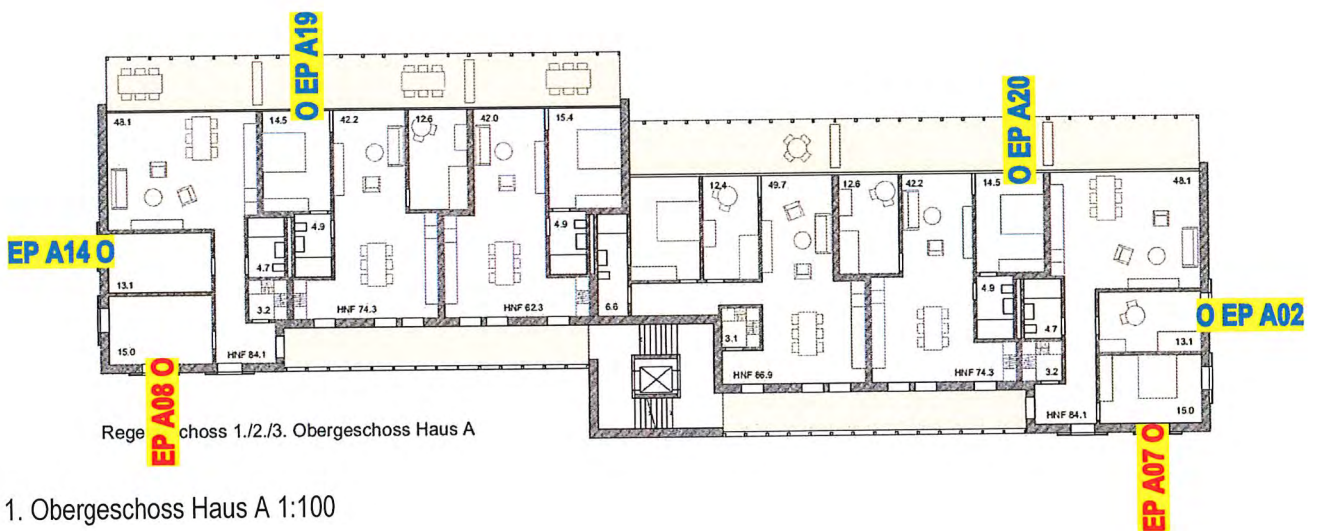 O EP A19
O EP A20
48.1
14.5
42.2
12.6
42.0
15.4
12.4
49.7
12.6
42.2
14.5
48.1
4.9
4.9
4.7
EP A14 O
13.1
3.2
HNF 74.3
HNF 62.3
6.6
4.9
4.7
O EP A02
3.1
13.1
15.0
HNF 84.1
HNF 86.9
HNF 74.3
3.2
EP A08 O
HNF 84.1
15.0
Rege choss 1./2./3. Obergeschoss Haus A
EP A07 O
1. Obergeschoss Haus A 1:100